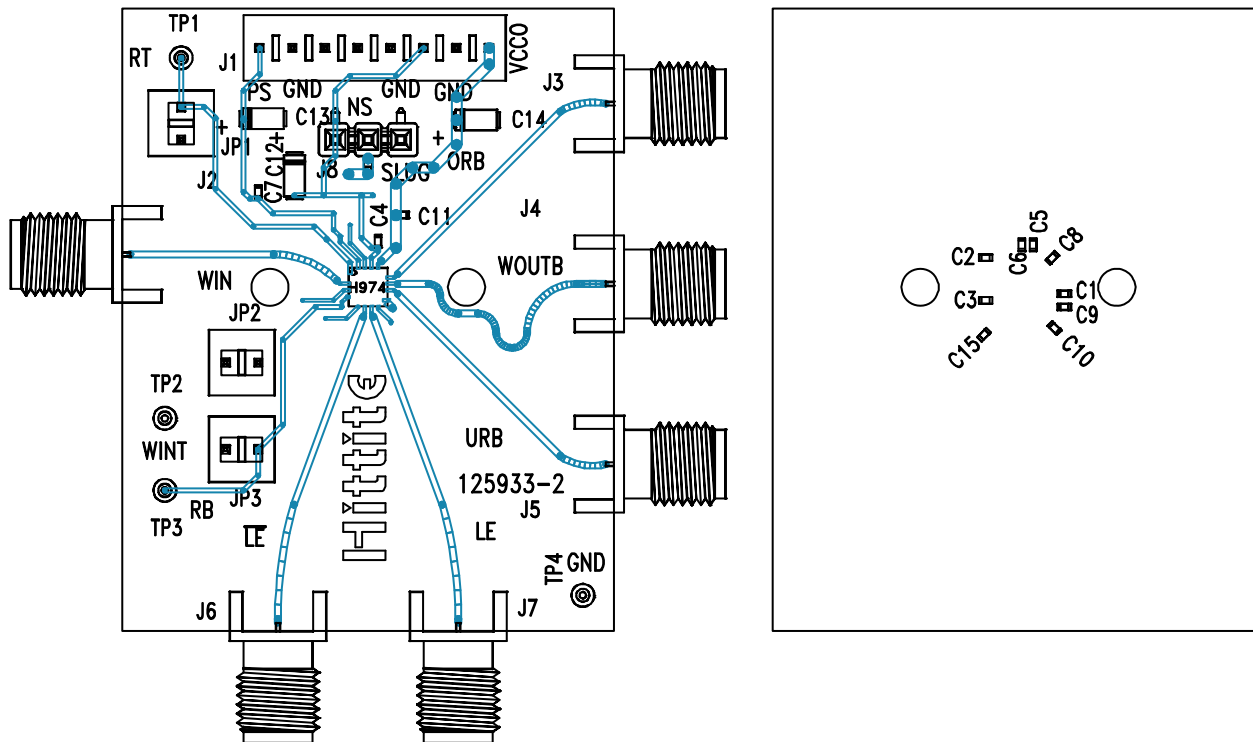 TP1
RT
J1
VCCO
J3
PS
GND
GND
GND
C13
NS
+
C14
+
JP1
C12
+
J8
SLUG
ORB
J2
C7
C4
C11
J4
WIN
H974
WOUTB
JP2
TP2
WINT
JP3
TP3
RB
Hittite
URB
125933-2
J5
LE
LE
TP4
GND
J6
J7
C2
C6
C5
C8
C3
C1
C9
C15
C10